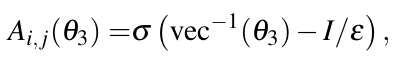 A_{i,j}(θ_3) =σ (vec^{-1}(θ_3) − I/ε),